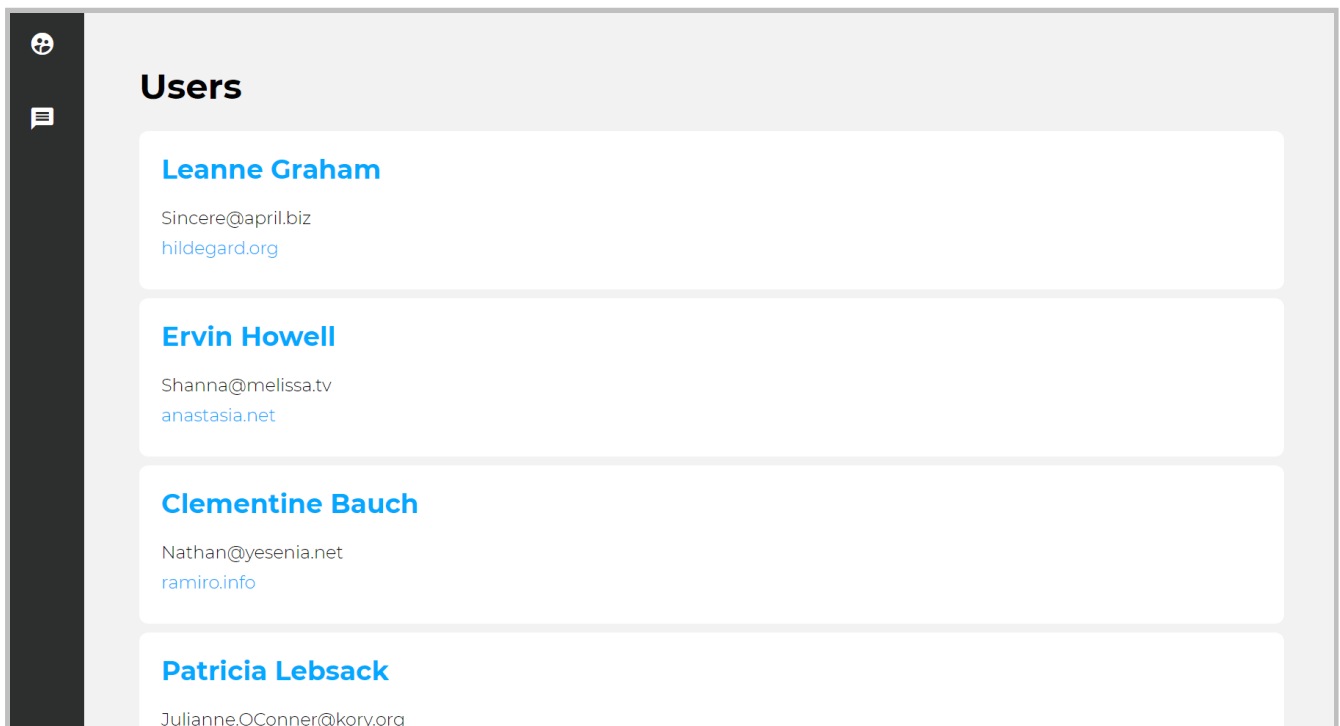 Users
Leanne Graham
Sincere@april.biz
hildegard.org
Ervin Howell
Shanna@melissa.tv
anastasia.net
Clementine Bauch
Nathan@yesenia.net
ramiro.info
Patricia Lebsack
Julianne.OConner@kory.org